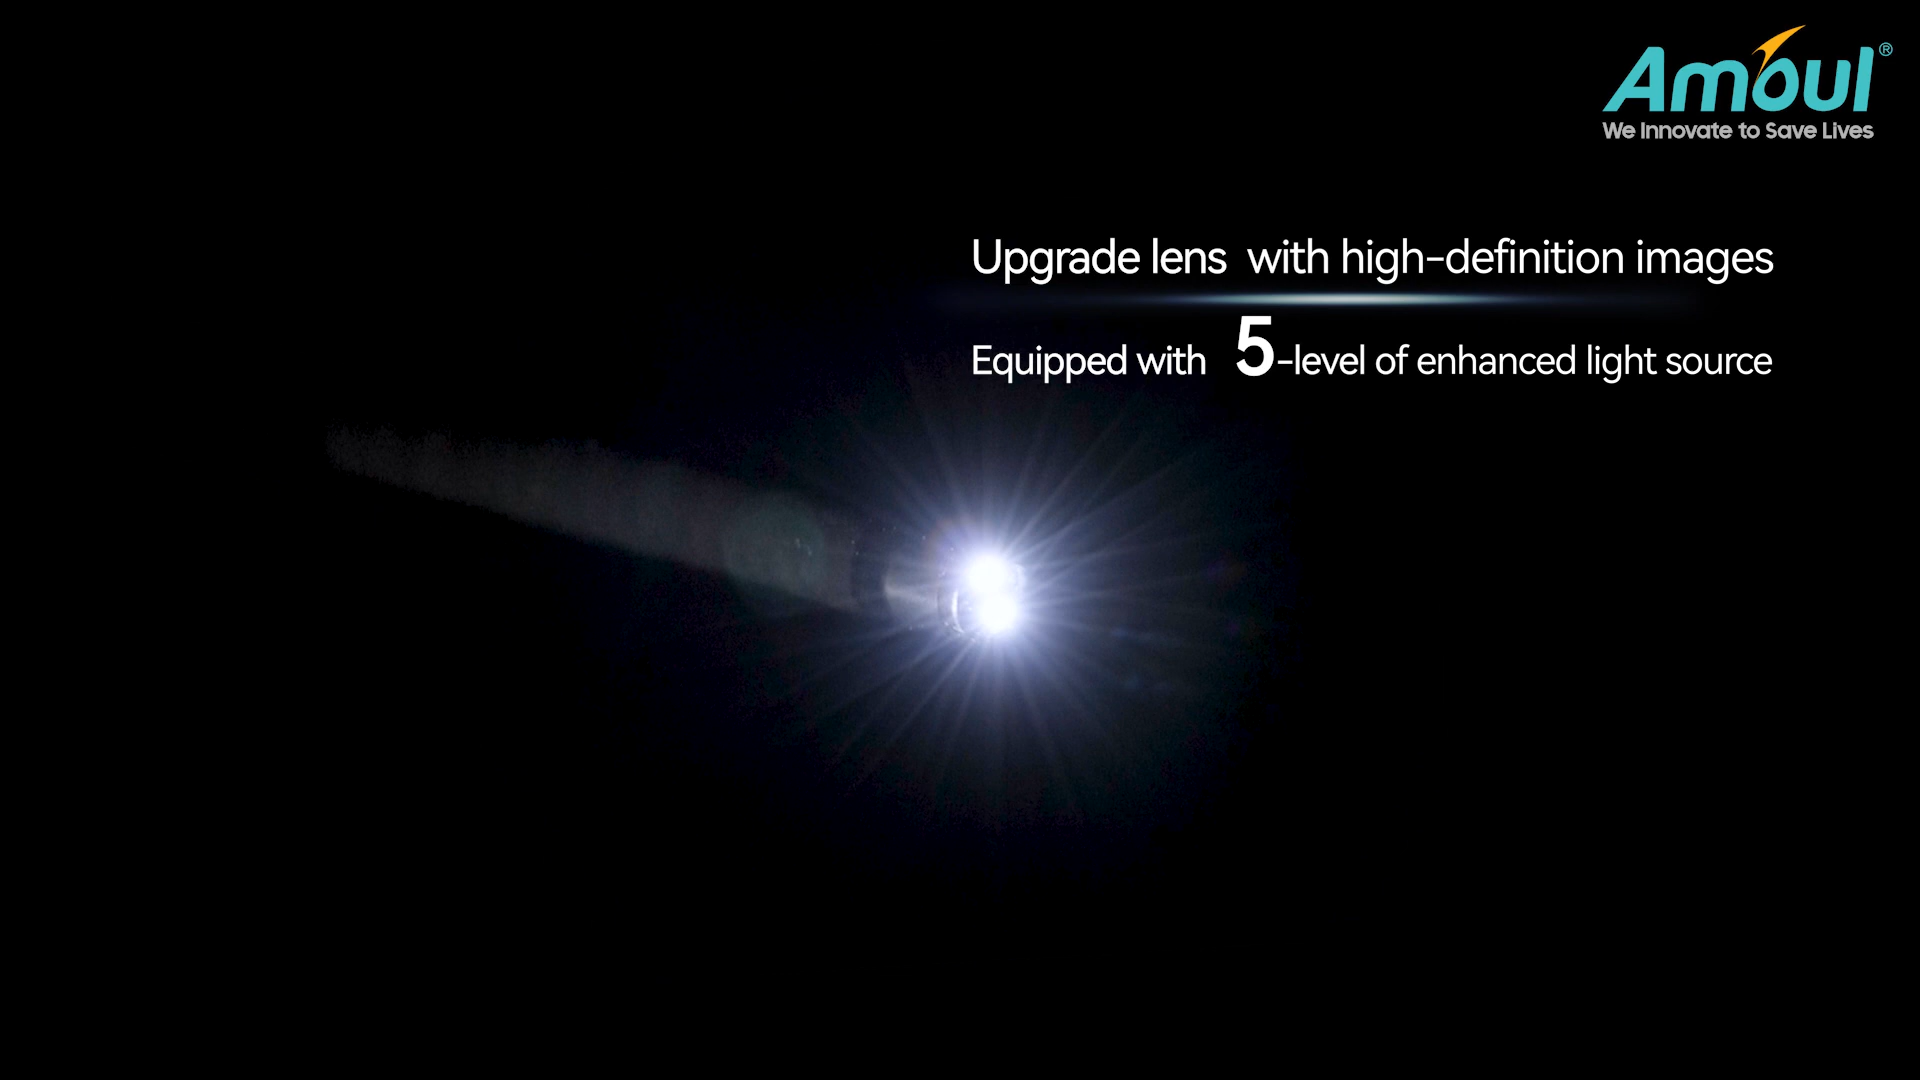 Amoul®
We Innovate to Save Lives
Upgrade lens with high-definition images
Equipped with 5-level of enhanced light source